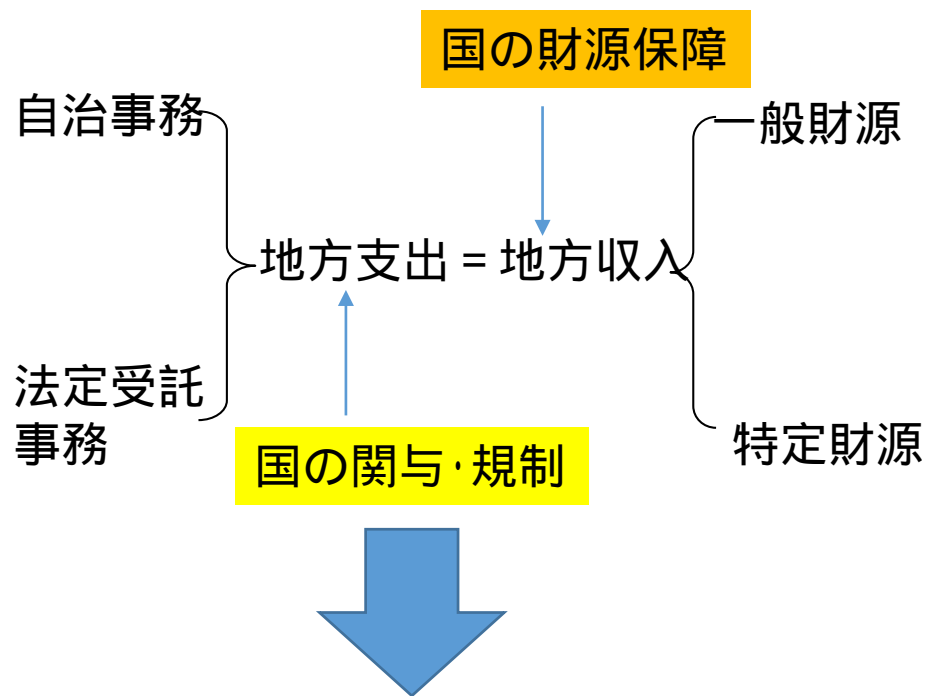 国の財源保障
自治事務
一般財源
地方支出 = 地方収入
法定受託
事務
特定財源
国の関与・規制